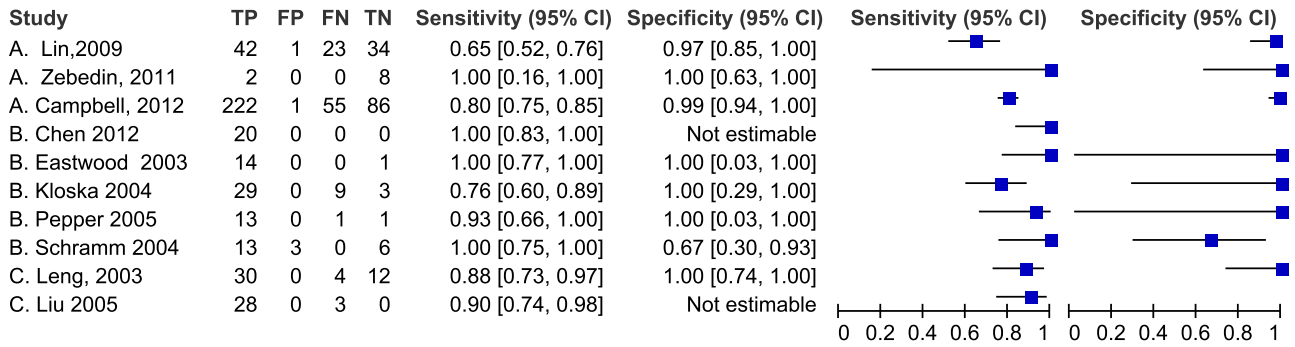 Study TP FP FN TN Sensitivity (95% CI) Specificity (95% CI) Sensitivity (95% CI) Specificity (95% CI)
A. Lin,2009 42 1 23 34 0.65 [0.52, 0.76] 0.97 [0.85, 1.00]
A. Zebedin, 2011 2 0 0 8 1.00 [0.16, 1.00] 1.00 [0.63, 1.00]
A. Campbell, 2012 222 1 55 86 0.80 [0.75, 0.85] 0.99 [0.94, 1.00]
B. Chen 2012 20 0 0 0 1.00 [0.83, 1.00] Not estimable
B. Eastwood 2003 14 0 0 1 1.00 [0.77, 1.00] 1.00 [0.03, 1.00]
B. Kloska 2004 29 0 9 3 0.76 [0.60, 0.89] 1.00 [0.29, 1.00]
B. Pepper 2005 13 0 1 1 0.93 [0.66, 1.00] 1.00 [0.03, 1.00]
B. Schramm 2004 13 3 0 6 1.00 [0.75, 1.00] 0.67 [0.30, 0.93]
C. Leng, 2003 30 0 4 12 0.88 [0.73, 0.97] 1.00 [0.74, 1.00]
C. Liu 2005 28 0 3 0 0.90 [0.74, 0.98] Not estimable
0 0.2 0.4 0.6 0.8 1 0 0.2 0.4 0.6 0.8 1